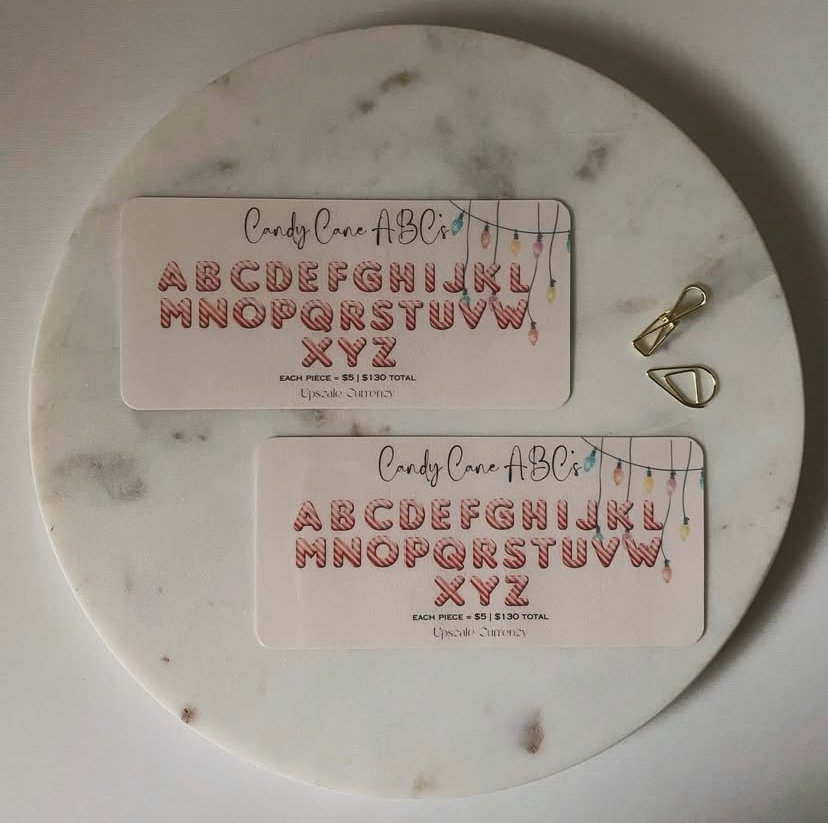 Candy Cane ABC's
ABCDEFGHIJKL
MNOPQRSTUVW
XYZ
EACH PIECE = $5 | $130 TOTAL
Upscale Currency
Candy Cane ABC's
ABCDEFGHIJKL
MNOPQRSTUVW
XYZ
EACH PIECE = $5 | $130 TOTAL
Upscale Currency